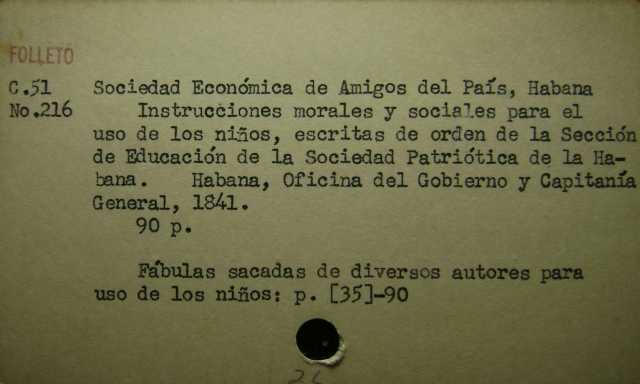 FOLLETO
C.51 Sociedad Económica de Amigos del País, Habana
No.216 Instrucciones morales y sociales para el
uso de los niños, escritas de orden de la Sección
de Educación de la Sociedad Patriótica de la Ha-
bana. Habana, Oficina del Gobierno y Capitanía
General, 1841.
90 p.
Fábulas sacadas de diversos autores para
uso de los niños: p. [35]-90